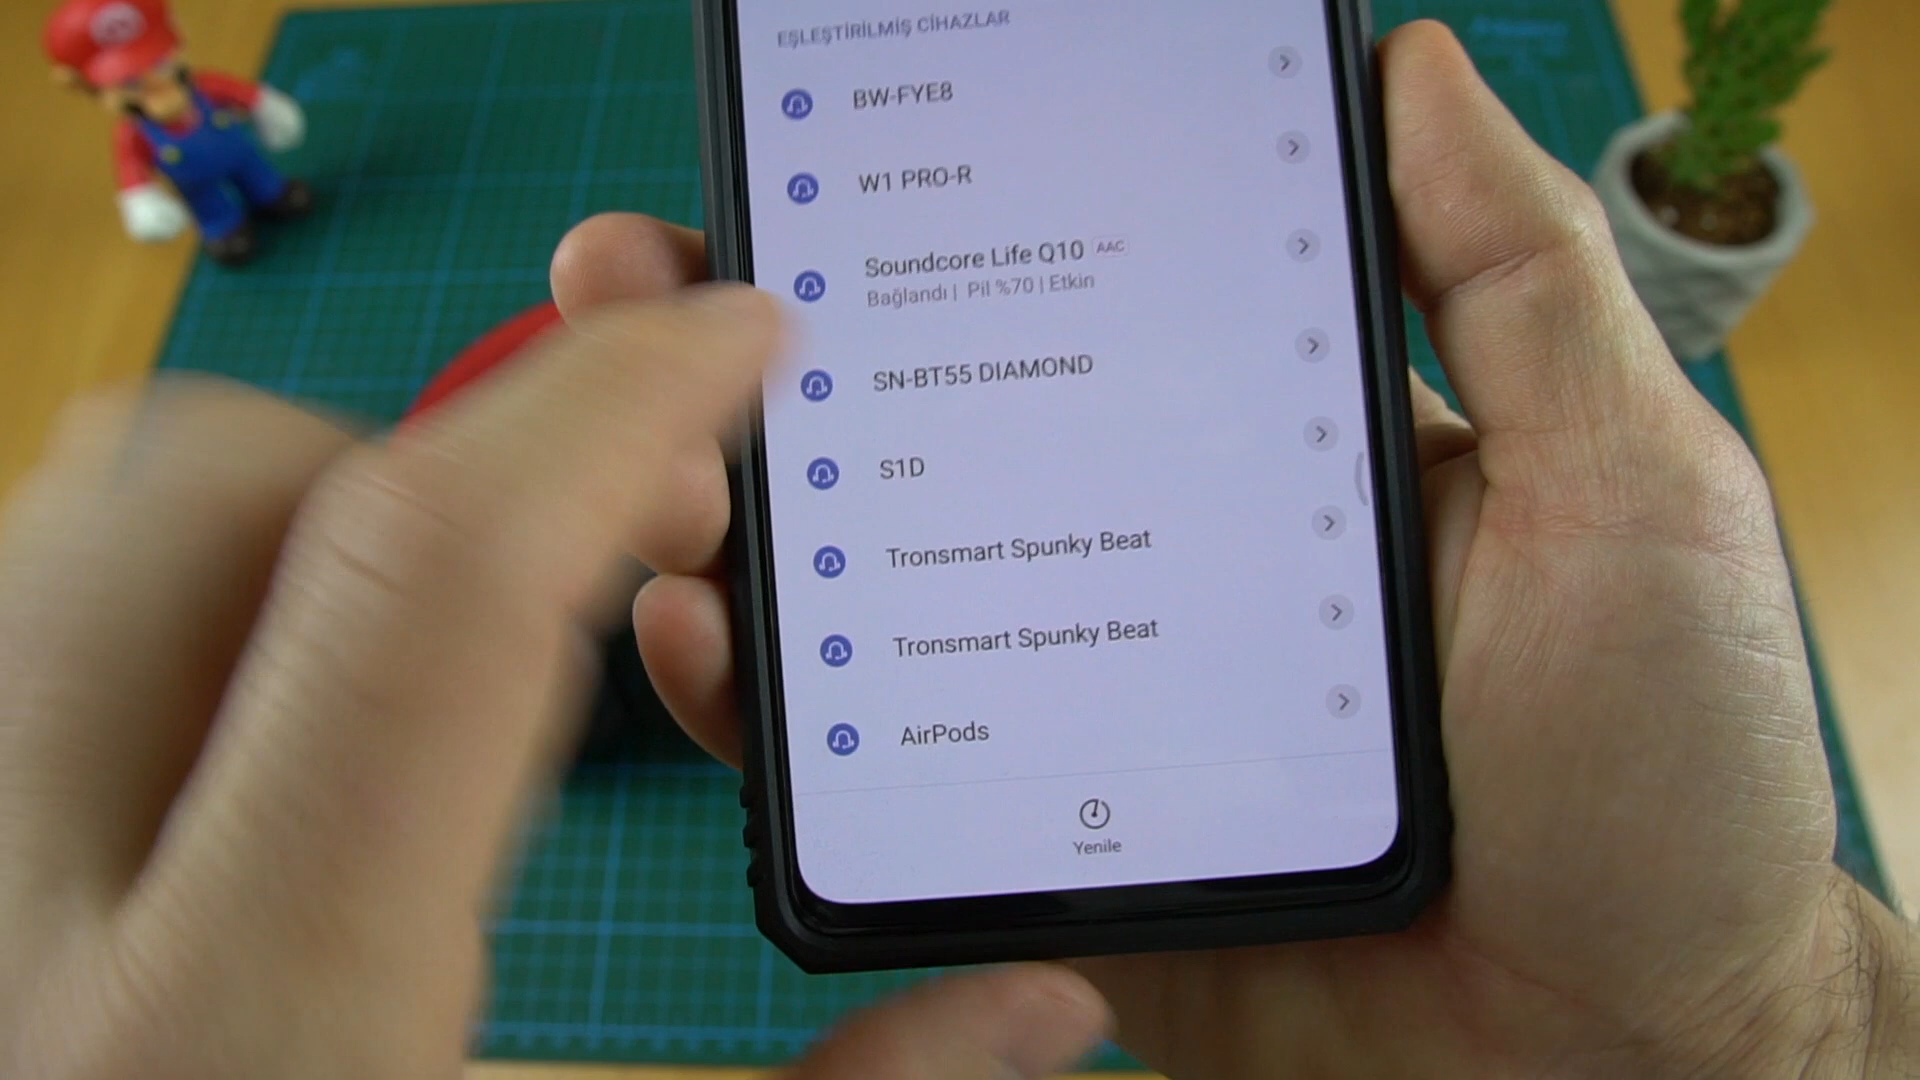 EŞLEŞTİRİLMİŞ CİHAZLAR
BW-FYE8
W1 PRO-R
Soundcore Life Q10 AAC
Bağlandı | Pil %70 | Etkin
SN-BT55 DIAMOND
S1D
Tronsmart Spunky Beat
Tronsmart Spunky Beat
AirPods
Yenile